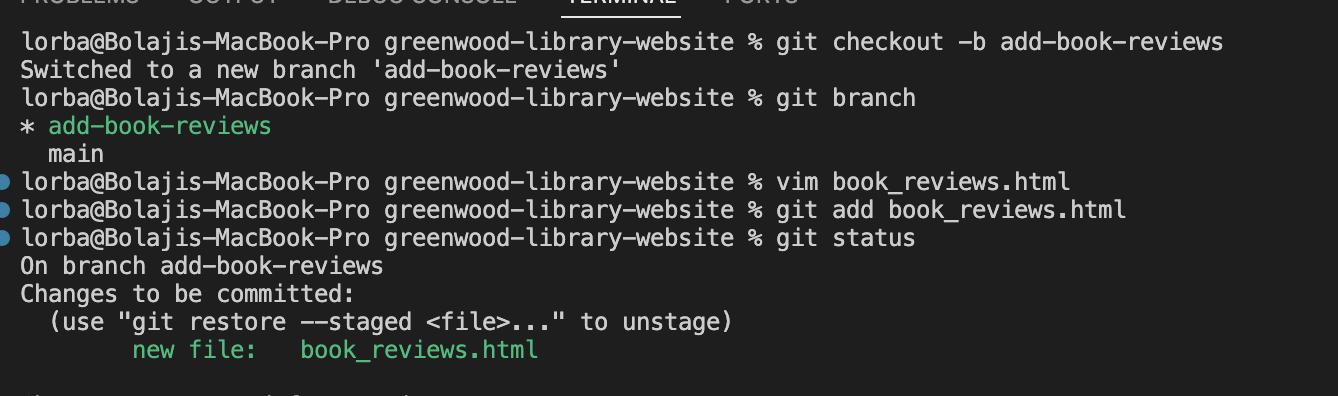 PROBLEMS OUTPUT DEBUG CONSOLE TERMINAL PORTS
lorba@Bolajis-MacBook-Pro greenwood-library-website % git checkout -b add-book-reviews
Switched to a new branch 'add-book-reviews'
lorba@Bolajis-MacBook-Pro greenwood-library-website % git branch
* add-book-reviews
  main
lorba@Bolajis-MacBook-Pro greenwood-library-website % vim book_reviews.html
lorba@Bolajis-MacBook-Pro greenwood-library-website % git add book_reviews.html
lorba@Bolajis-MacBook-Pro greenwood-library-website % git status
On branch add-book-reviews
Changes to be committed:
  (use "git restore --staged <file>..." to unstage)
        new file:   book_reviews.html